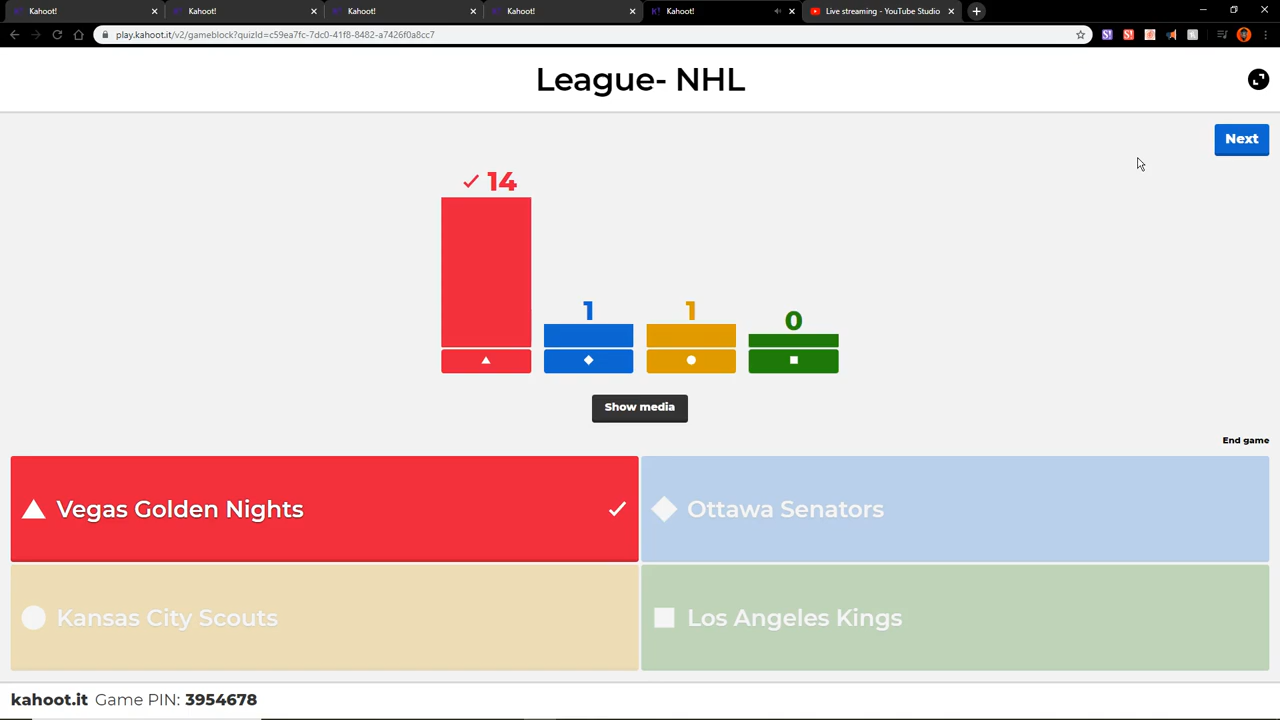 Kahoot!
Kahoot!
Kahoot!
Kahoot!
Kahoot!
Live streaming - YouTube Studio
play.kahoot.it/v2/gameblock?quizId=c59ea7fc-7dc0-41f8-8482-a7426f0a8cc7
League- NHL
Next
14
1
1
0
Show media
End game
Vegas Golden Nights
Ottawa Senators
Kansas City Scouts
Los Angeles Kings
kahoot.it Game PIN: 3954678